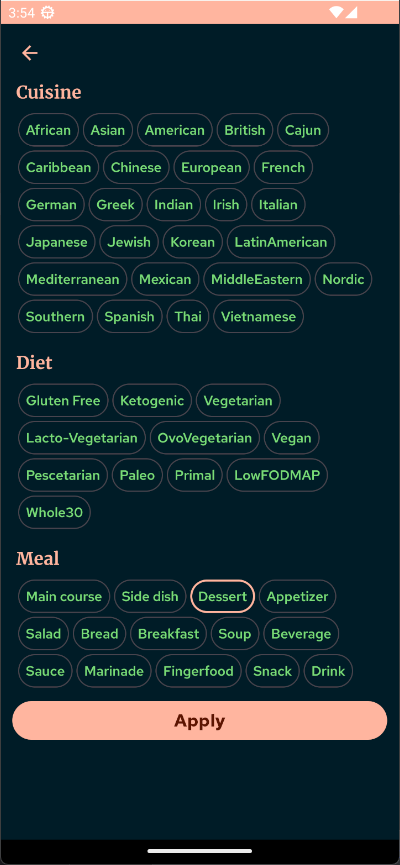 3:54
Cuisine
African Asian American British Cajun
Caribbean Chinese European French
German Greek Indian Irish Italian
Japanese Jewish Korean LatinAmerican
Mediterranean Mexican MiddleEastern Nordic
Southern Spanish Thai Vietnamese
Diet
Gluten Free Ketogenic Vegetarian
Lacto-Vegetarian OvoVegetarian Vegan
Pescetarian Paleo Primal LowFODMAP
Whole30
Meal
Main course Side dish Dessert Appetizer
Salad Bread Breakfast Soup Beverage
Sauce Marinade Fingerfood Snack Drink
Apply